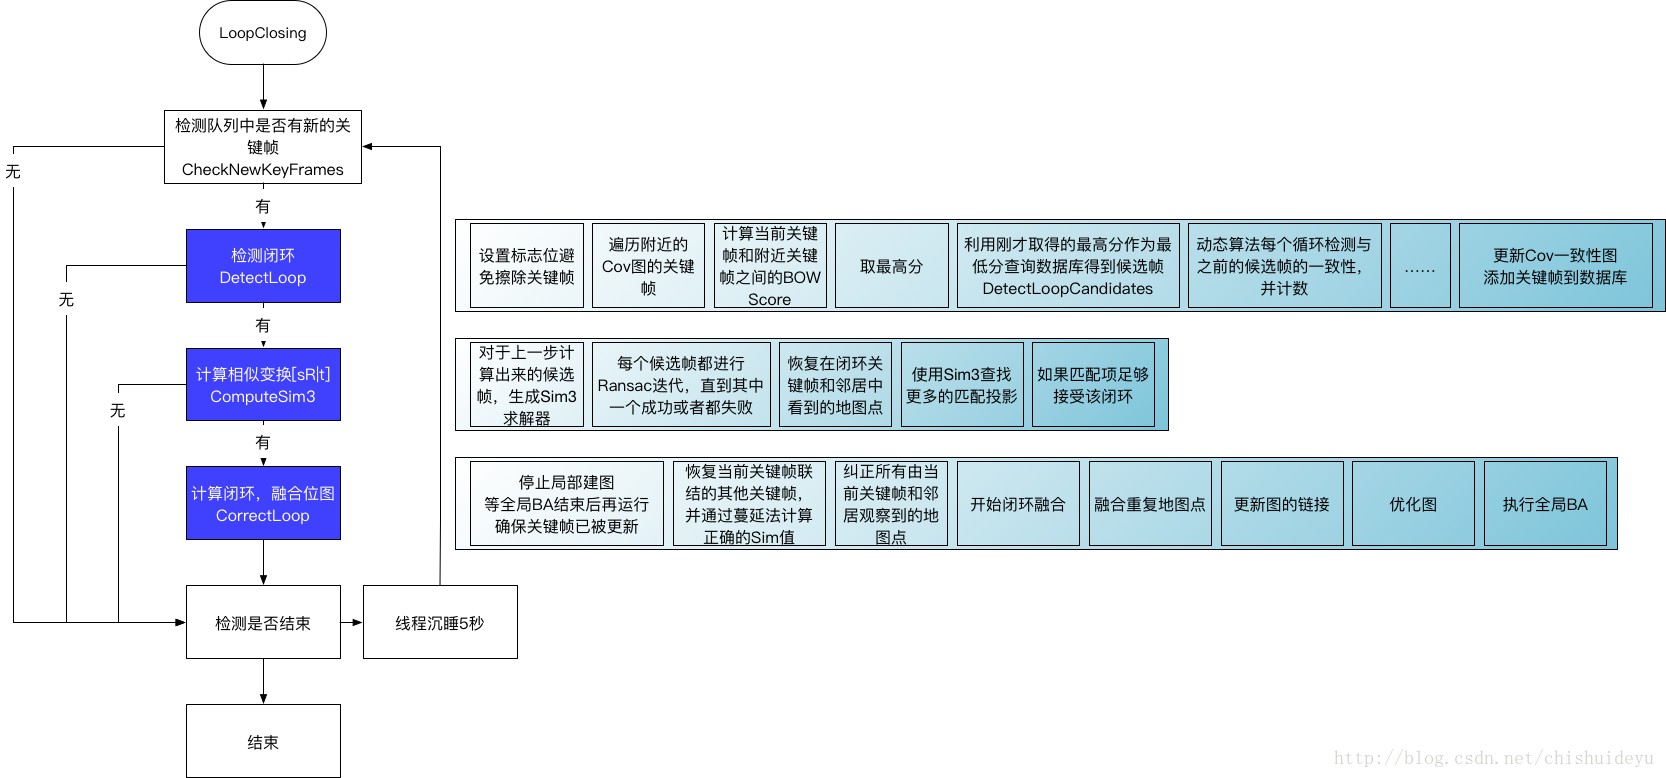 LoopClosing
检测队列中是否有新的关
键帧
CheckNewKeyFrames
无
有
检测闭环
DetectLoop
无
有
计算相似变换[sR|t]
ComputeSim3
无
有
计算闭环，融合位图
CorrectLoop
检测是否结束
线程沉睡5秒
结束
设置标志位避
免擦除关键帧
遍历附近的
Cov图的关键
帧
计算当前关键
帧和附近关键
帧之间的BOW
Score
取最高分
利用刚才取得的最高分作为最
低分查询数据库得到候选帧
DetectLoopCandidates
动态算法每个循环检测与
之前的候选帧的一致性，
并计数
……
更新Cov一致性图
添加关键帧到数据库
对于上一步计
算出来的候选
帧，生成Sim3
求解器
每个候选帧都进行
Ransac迭代，直到其中
一个成功或者都失败
恢复在闭环关
键帧和邻居中
看到的地图点
使用Sim3查找
更多的匹配投影
如果匹配项足够
接受该闭环
停止局部建图
等全局BA结束后再运行
确保关键帧已被更新
恢复当前关键帧联
结的其他关键帧，
并通过蔓延法计算
正确的Sim值
纠正所有由当
前关键帧和邻
居观察到的地
图点
开始闭环融合
融合重复地图点
更新图的链接
优化图
执行全局BA
http://blog.csdn.net/chishuideyu